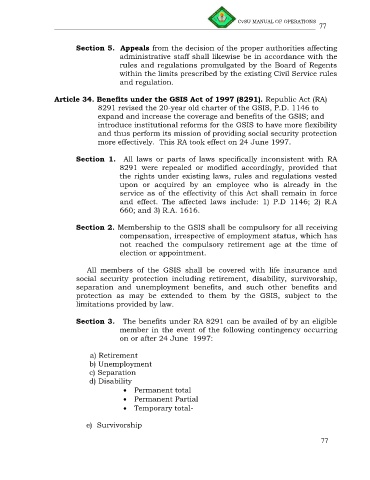 CvSU MANUAL OF OPERATIONS
77
Section 5. Appeals from the decision of the proper authorities affecting
administrative staff shall likewise be in accordance with the
rules and regulations promulgated by the Board of Regents
within the limits prescribed by the existing Civil Service rules
and regulation.
Article 34. Benefits under the GSIS Act of 1997 (8291). Republic Act (RA)
8291 revised the 20-year old charter of the GSIS, P.D. 1146 to
expand and increase the coverage and benefits of the GSIS; and
introduce institutional reforms for the GSIS to have more flexibility
and thus perform its mission of providing social security protection
more effectively. This RA took effect on 24 June 1997.
Section 1. All laws or parts of laws specifically inconsistent with RA
8291 were repealed or modified accordingly, provided that
the rights under existing laws, rules and regulations vested
upon or acquired by an employee who is already in the
service as of the effectivity of this Act shall remain in force
and effect. The affected laws include: 1) P.D 1146; 2) R.A
660; and 3) R.A. 1616.
Section 2. Membership to the GSIS shall be compulsory for all receiving
compensation, irrespective of employment status, which has
not reached the compulsory retirement age at the time of
election or appointment.
All members of the GSIS shall be covered with life insurance and
social security protection including retirement, disability, survivorship,
separation and unemployment benefits, and such other benefits and
protection as may be extended to them by the GSIS, subject to the
limitations provided by law.
Section 3. The benefits under RA 8291 can be availed of by an eligible
member in the event of the following contingency occurring
on or after 24 June 1997:
a) Retirement
b) Unemployment
c) Separation
d) Disability
• Permanent total
• Permanent Partial
• Temporary total-
e) Survivorship
77